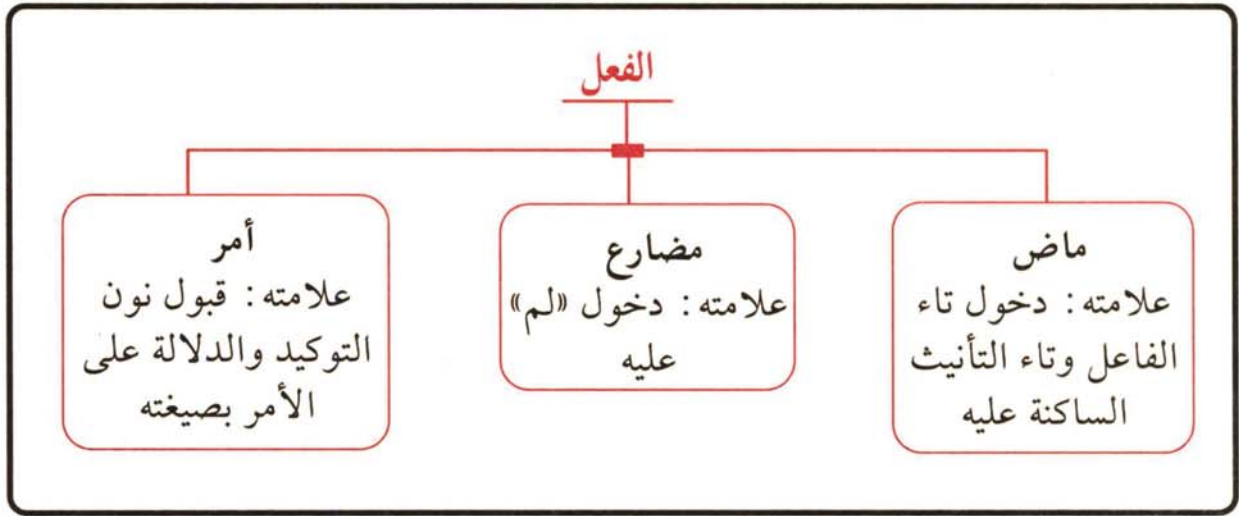 الفعل
ماض
علامته: دخول تاء
الفاعل وتاء التأنيث
الساكنة عليه
مضارع
علامته: دخول «لم»
عليه
أمر
علامته: قبول نون
التوكيد والدلالة على
الأمر بصيغته